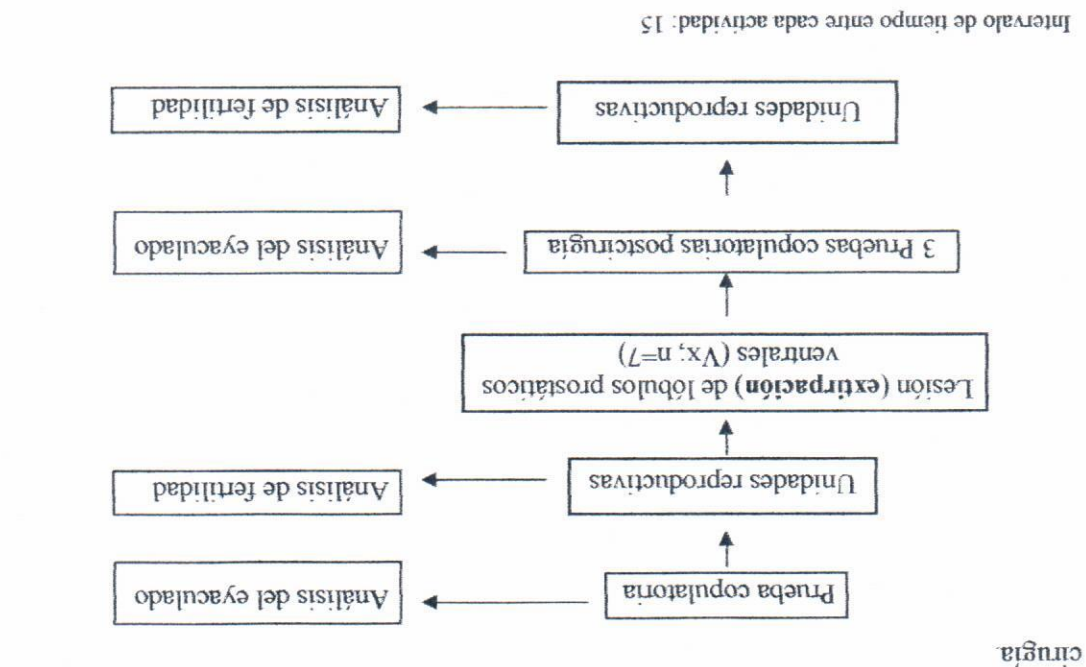 cirugía.
Prueba copulatoria
Análisis del eyaculado
Unidades reproductivas
Análisis de fertilidad
Lesión (extirpación) de lóbulos prostáticos
ventrales (Vx; n=7)
3 Pruebas copulatorias postcirugía
Análisis del eyaculado
Unidades reproductivas
Análisis de fertilidad
Intervalo de tiempo entre cada actividad: 15